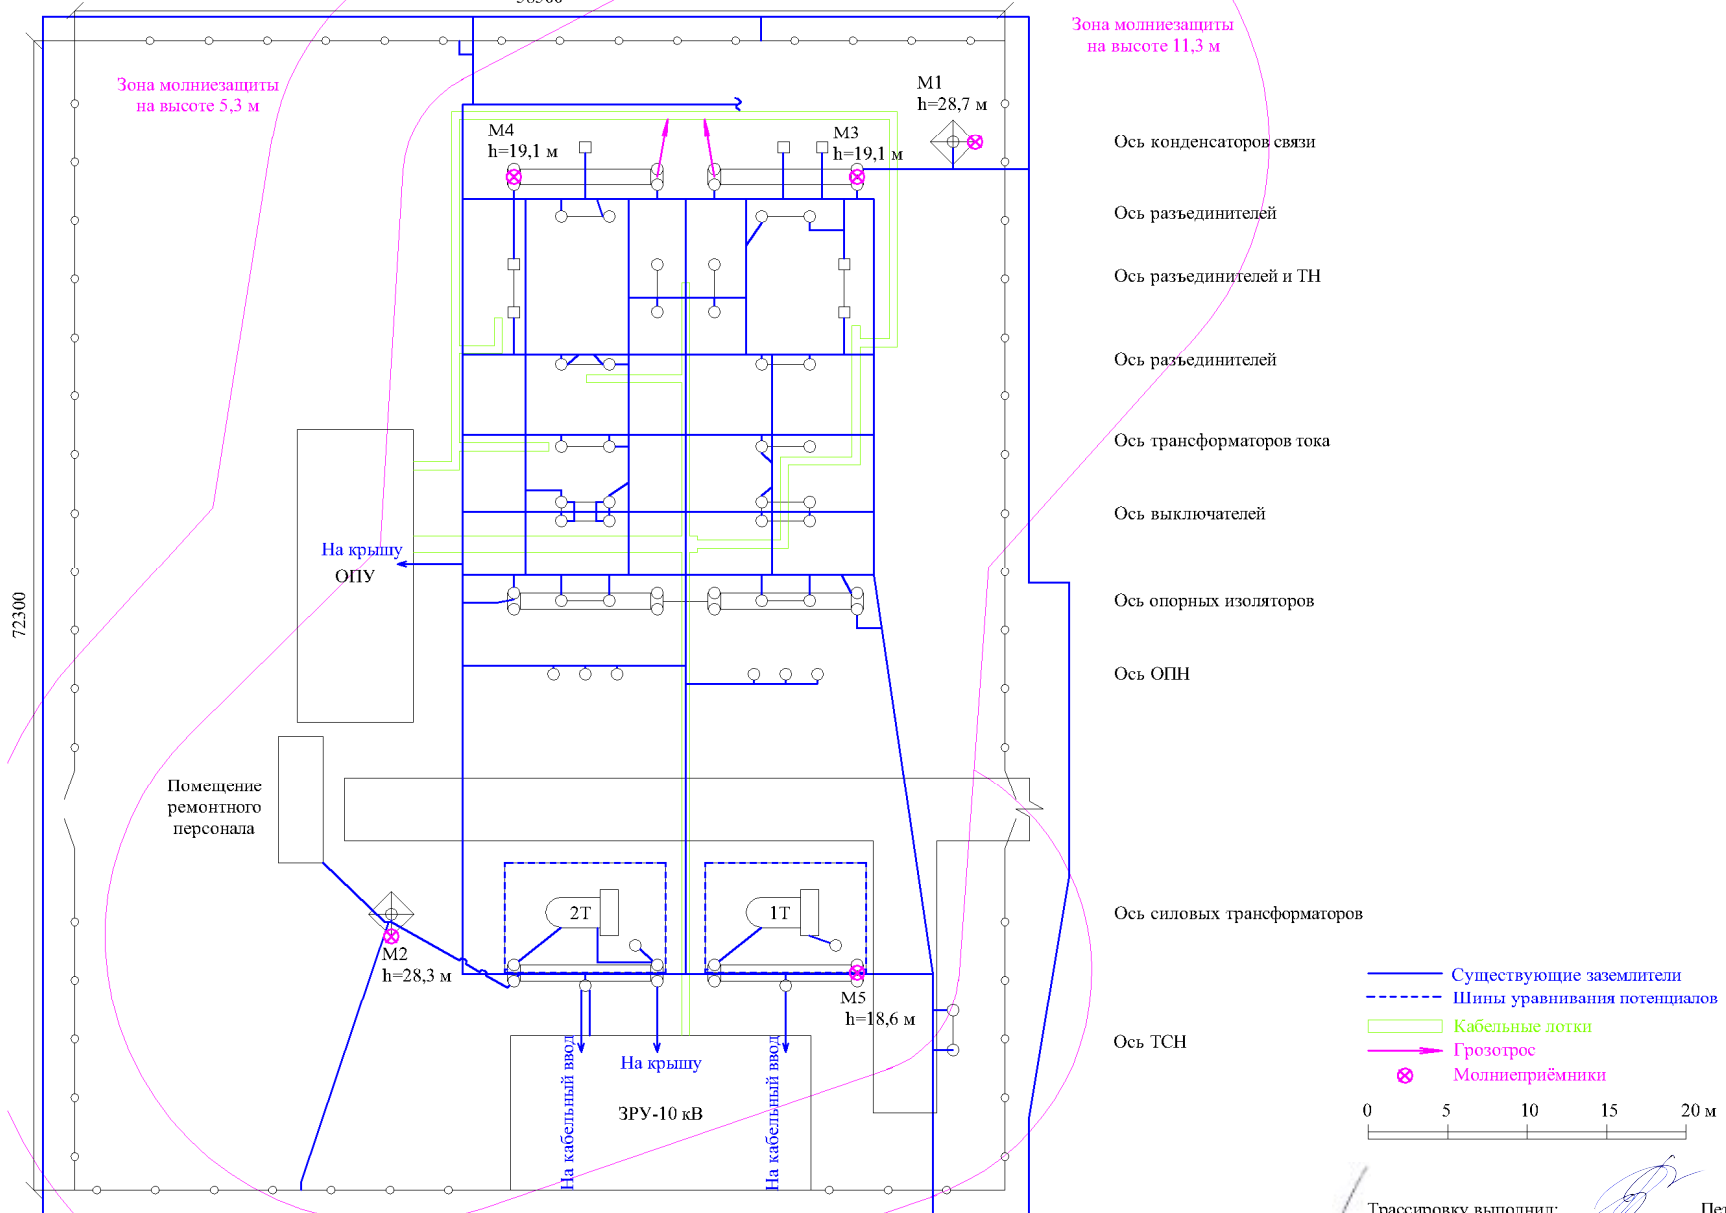 Зона молниезащиты
на высоте 11,3 м
Зона молниезащиты
на высоте 5,3 м
М1
h=28,7 м
М4
h=19,1 м
М3
h=19,1 м
Ось конденсаторов связи
Ось разъединителей
Ось разъединителей и ТН
Ось разъединителей
Ось трансформаторов тока
Ось выключателей
На крышу
ОПУ
72300
Ось опорных изоляторов
Ось ОПН
Помещение
ремонтного
персонала
2Т
1Т
Ось силовых трансформаторов
М2
h=28,3 м
М5
h=18,6 м
Ось ТСН
На кабельный ввод
На крышу
На кабельный ввод
ЗРУ-10 кВ
Существующие заземлители
Шины уравнивания потенциалов
Кабельные лотки
Грозотрос
Молниеприёмники
0 5 10 15 20 м
Трассировку выполнил: